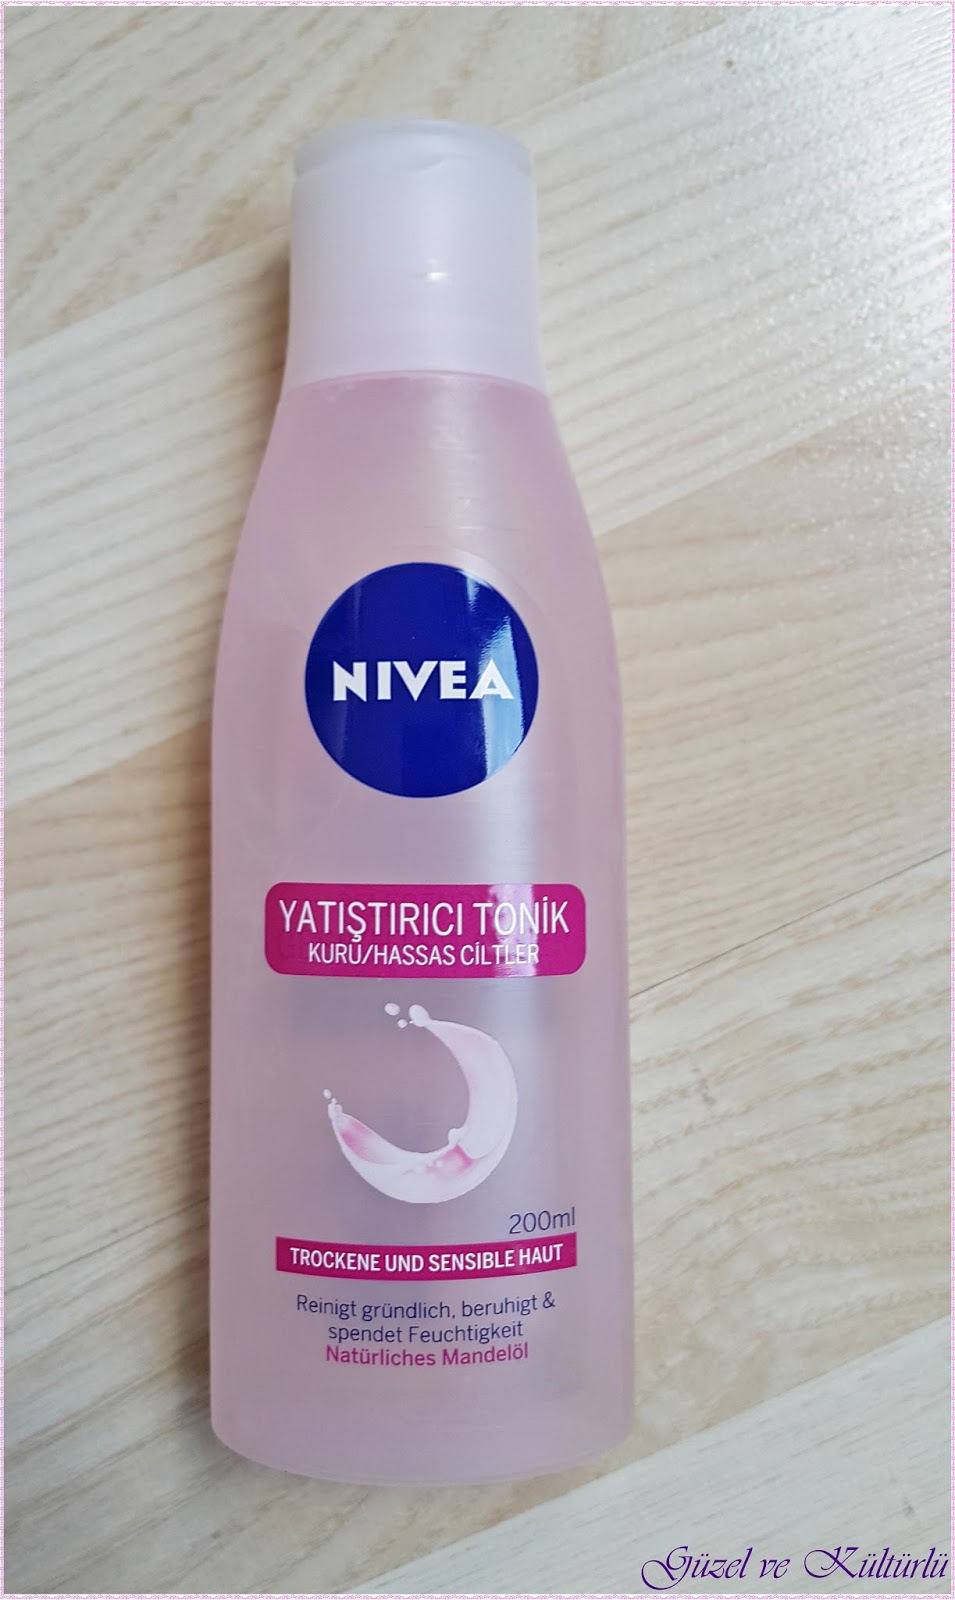 NIVEA
YATIŞTIRICI TONİK
KURU/HASSAS CİLTLER
200ml
TROCKENE UND SENSIBLE HAUT
Reinigt gründlich, beruhigt &
spendet Feuchtigkeit
Natürliches Mandelöl
Güzel ve Kültürlü